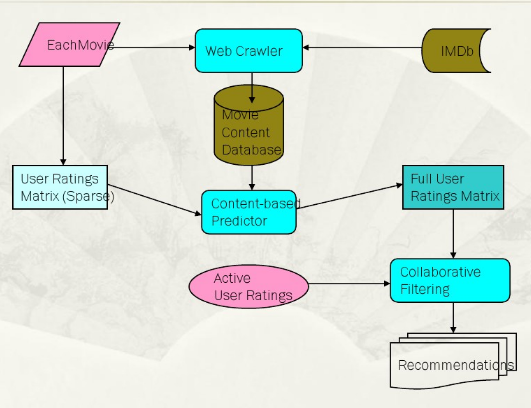 EachMovie
Web Crawler
IMDb
Movie
Content
Database
User Ratings
Matrix (Sparse)
Content-based
Predictor
Full User
Ratings Matrix
Active
User Ratings
Collaborative
Filtering
Recommendations